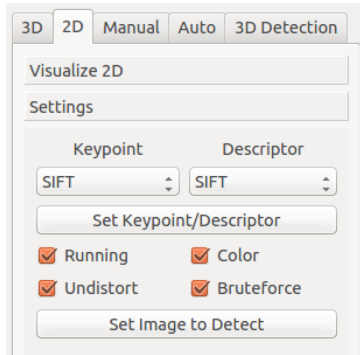 3D 2D Manual Auto 3D Detection
Visualize 2D
Settings
Keypoint Descriptor
SIFT SIFT
Set Keypoint/Descriptor
Running Color
Undistort Bruteforce
Set Image to Detect